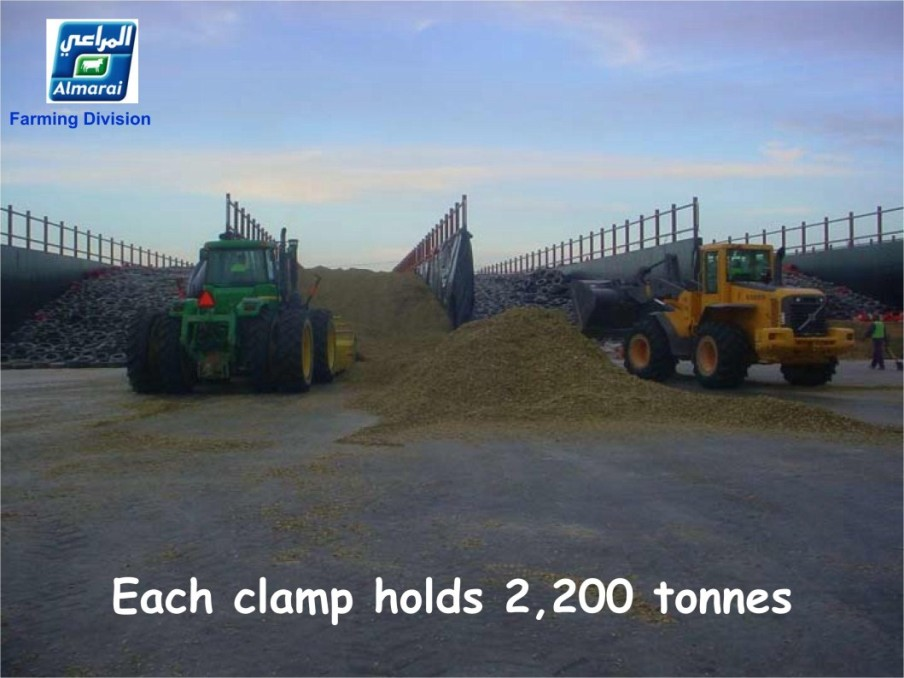 المراعي
Almarai
Farming Division
Each clamp holds 2,200 tonnes